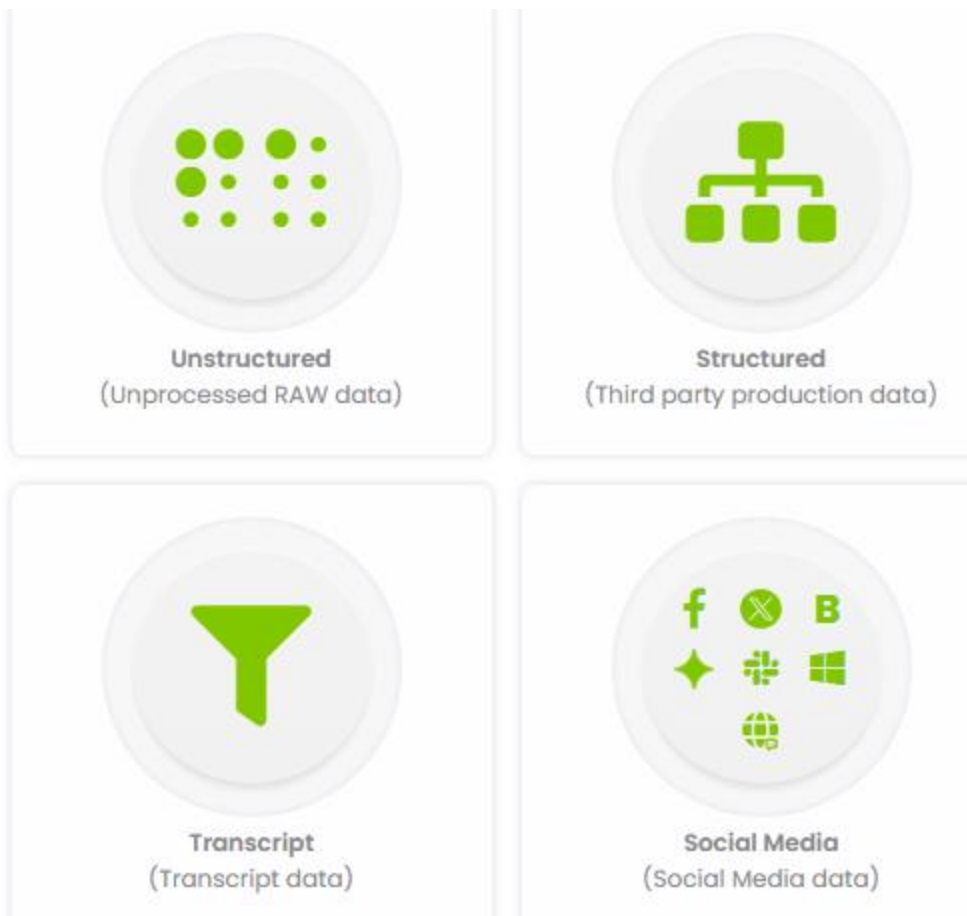 Unstructured
(Unprocessed RAW data)
Structured
(Third party production data)
Transcript
(Transcript data)
Social Media
(Social Media data)